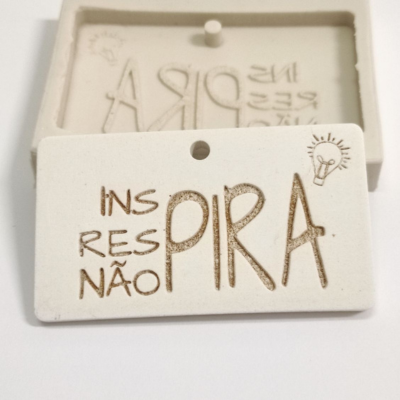 INS
RES
NÃO PIRA